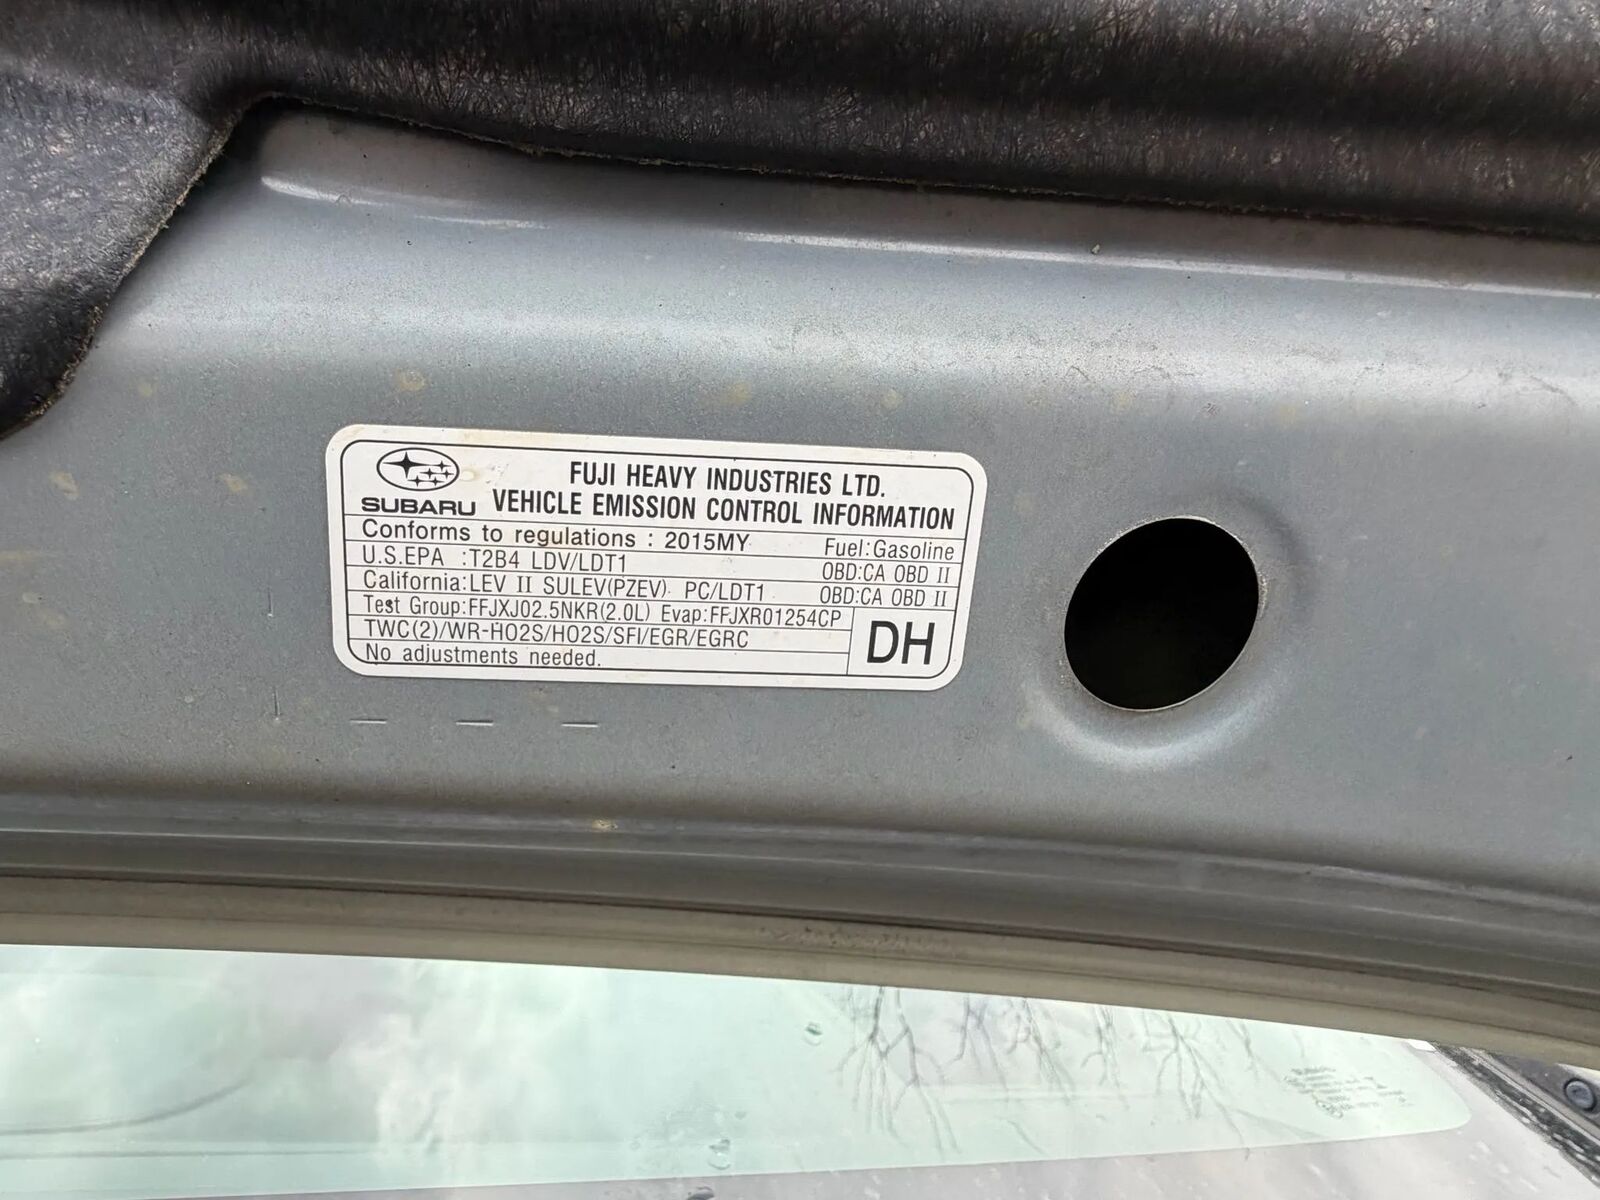 FUJI HEAVY INDUSTRIES LTD.
SUBARU VEHICLE EMISSION CONTROL INFORMATION
Conforms to regulations : 2015MY Fuel:Gasoline
U.S.EPA :T2B4 LDV/LDT1 OBD:CA OBD II
California:LEV II SULEV(PZEV) PC/LDT1 OBD:CA OBD II
Test Group:FFJXJ02.5NKR(2.0L) Evap:FFJXR01254CP
TWC(2)/WR-HO2S/HO2S/SFI/EGR/EGRC
DH
No adjustments needed.